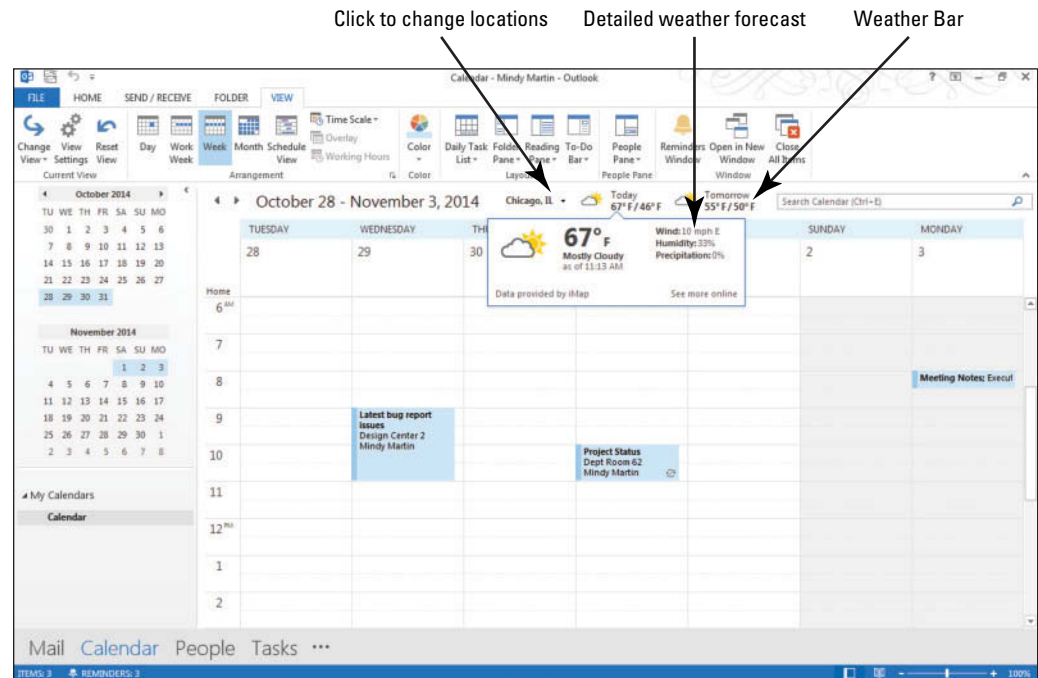 Click to change locations Detailed weather forecast Weather Bar
Calendar - Mindy Martin - Outlook
FILE HOME SEND / RECEIVE FOLDER VIEW
Change View View Settings Reset View Day Work Week Week Month Schedule View Time Scale Overlay Working Hours Color Daily Task List Folder Pane Reading Pane To-Do Bar People Pane Reminders Window Open in New Window Close All Items
Current View Arrangement Color Layout People Pane Window
October 2014
TU WE TH FR SA SU MO
30 1 2 3 4 5 6
7 8 9 10 11 12 13
14 15 16 17 18 19 20
21 22 23 24 25 26 27
28 29 30 31
November 2014
TU WE TH FR SA SU MO
1 2 3
4 5 6 7 8 9 10
11 12 13 14 15 16 17
18 19 20 21 22 23 24
25 26 27 28 29 30 1
2 3 4 5 6 7 8
My Calendars
Calendar
October 28 - November 3, 2014 Chicago, IL Today 67° F / 46° F Tomorrow 55° F / 50° F Search Calendar (Ctrl+E)
TUESDAY WEDNESDAY SUNDAY MONDAY
28 29 30 2 3
67° F
Mostly Cloudy
as of 11:13 AM
Wind: 10 mph E
Humidity: 33%
Precipitation: 0%
Data provided by iMap See more online
Home
6 AM
7
8
Meeting Notes; Execut
9
Latest bug report
issues
Design Center 2
Mindy Martin
10
Project Status
Dept Room 62
Mindy Martin
11
12 PM
1
2
Mail Calendar People Tasks •••
ITEMS: 3 REMINDERS: 3 100%